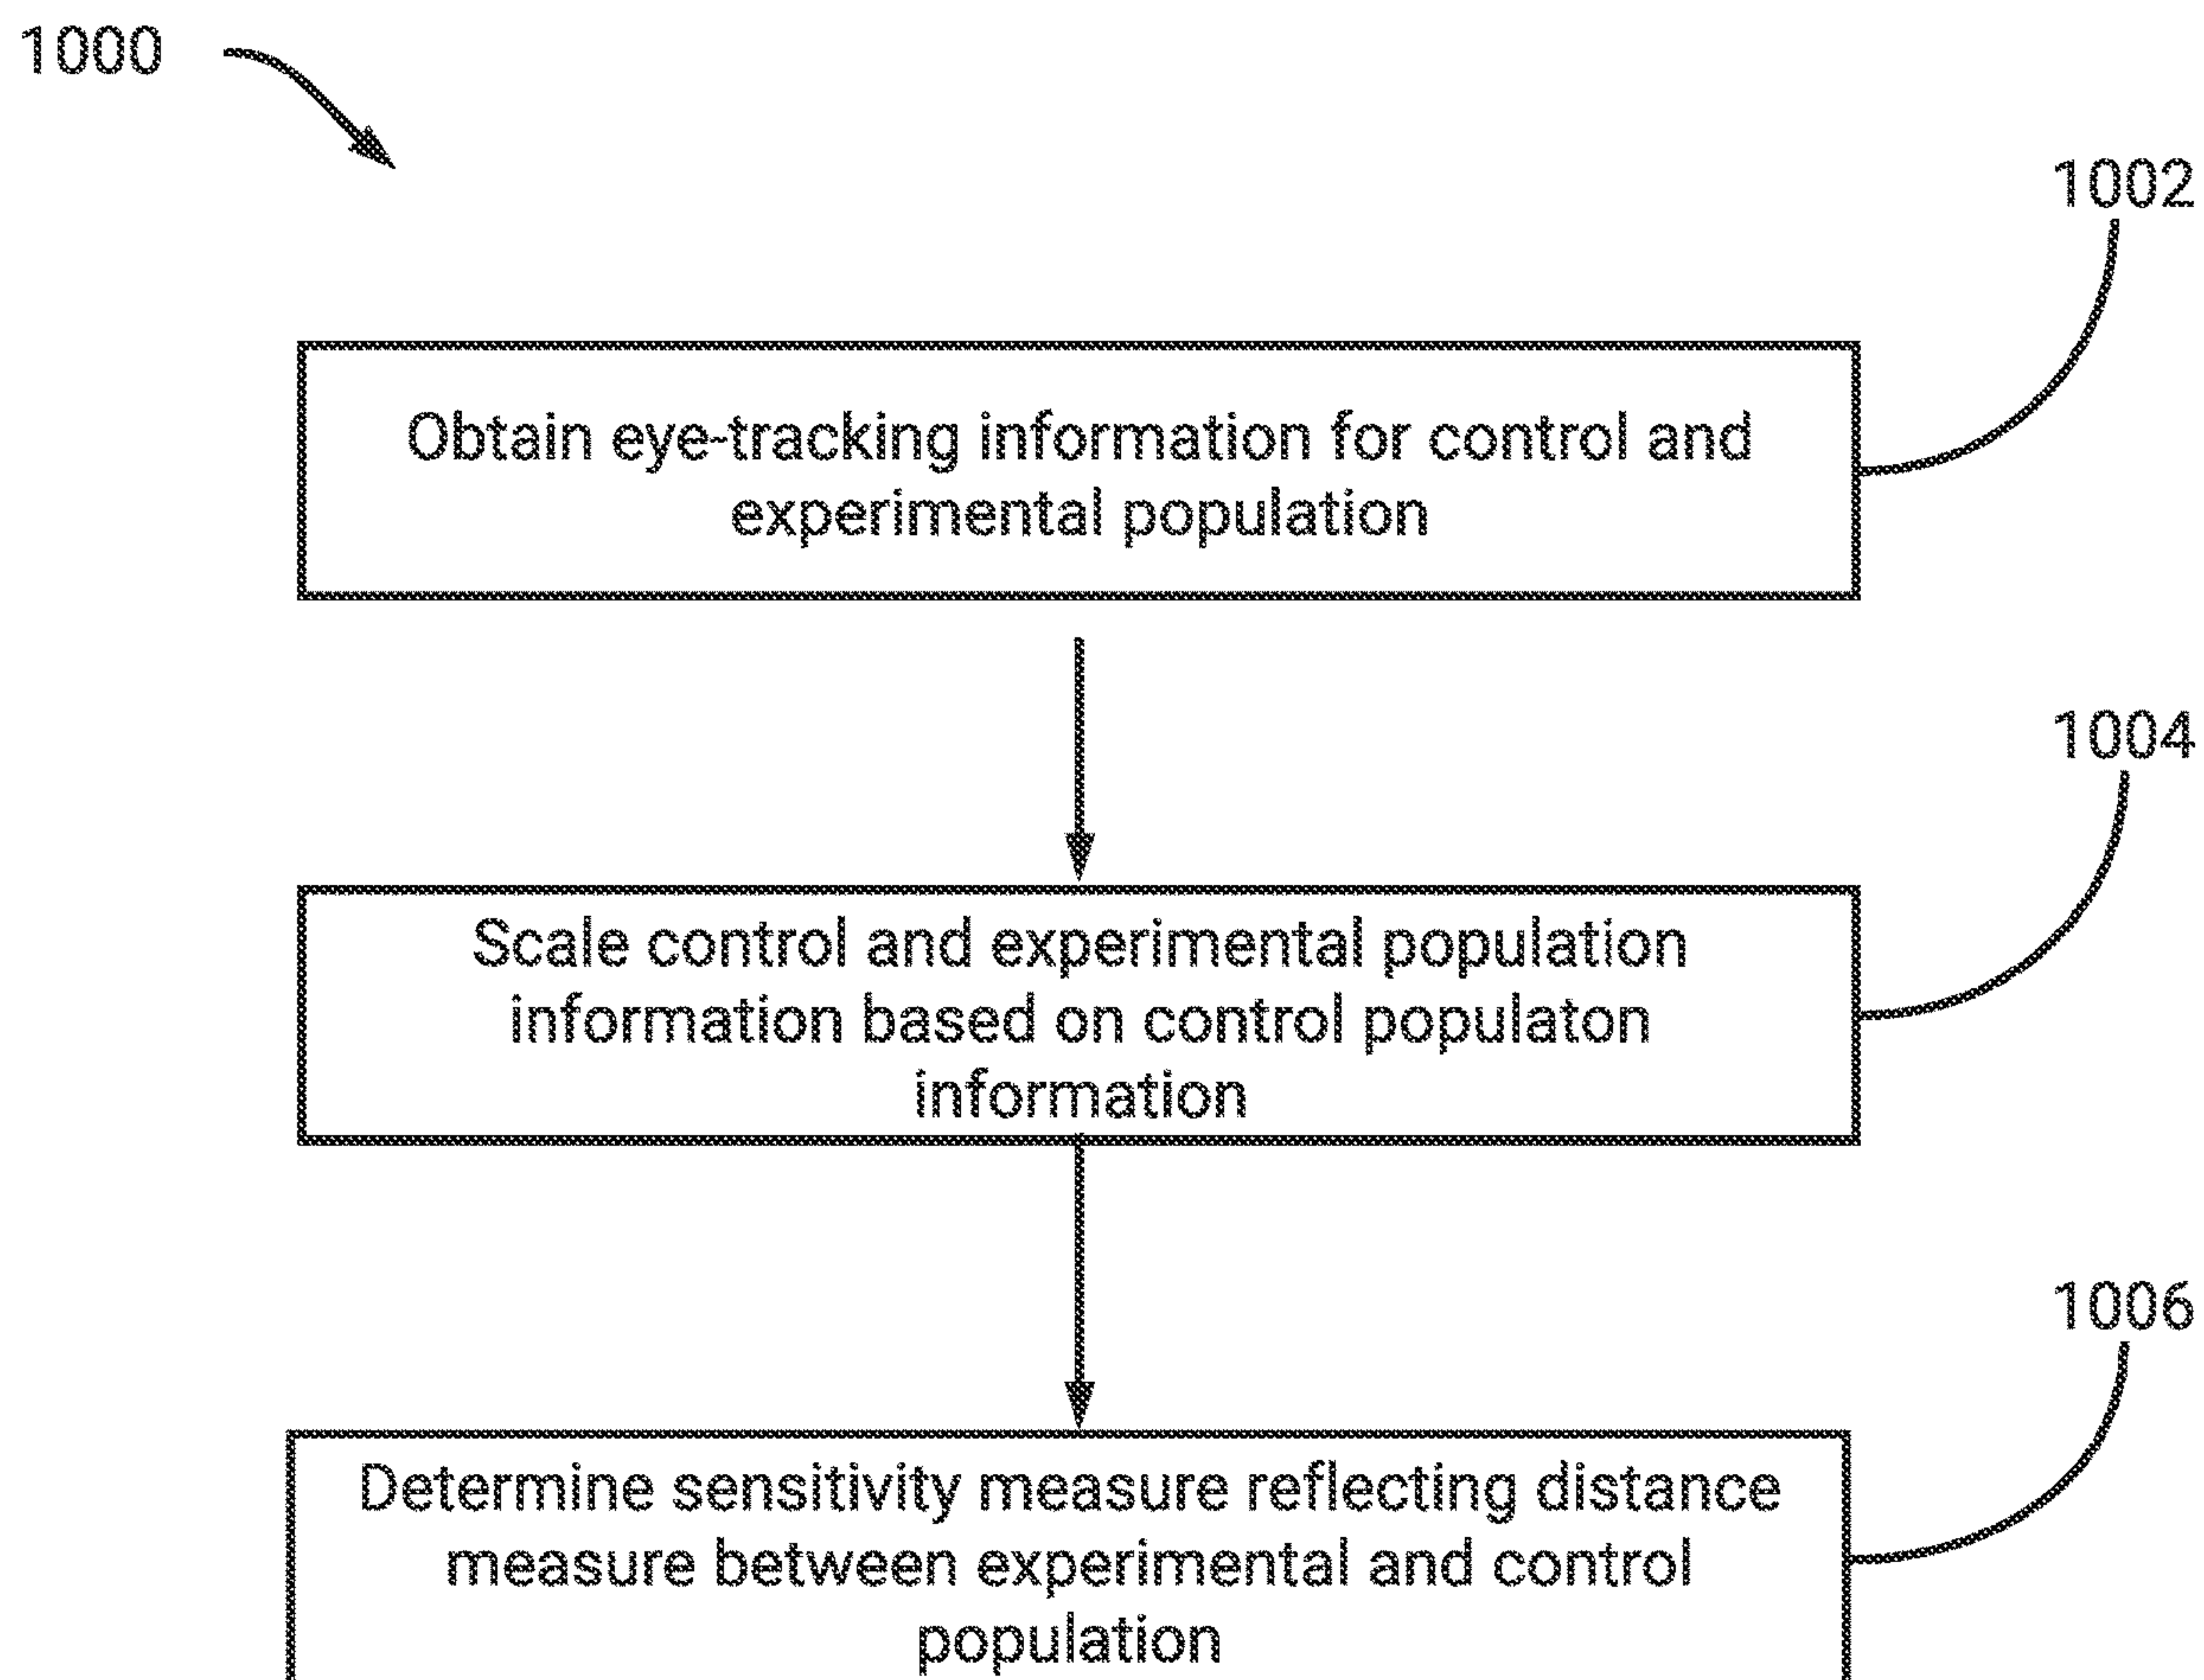 1000
1002
Obtain eye-tracking information for control and
experimental population
1004
Scale control and experimental population
information based on control populaton
information
1006
Determine sensitivity measure reflecting distance
measure between experimental and control
population